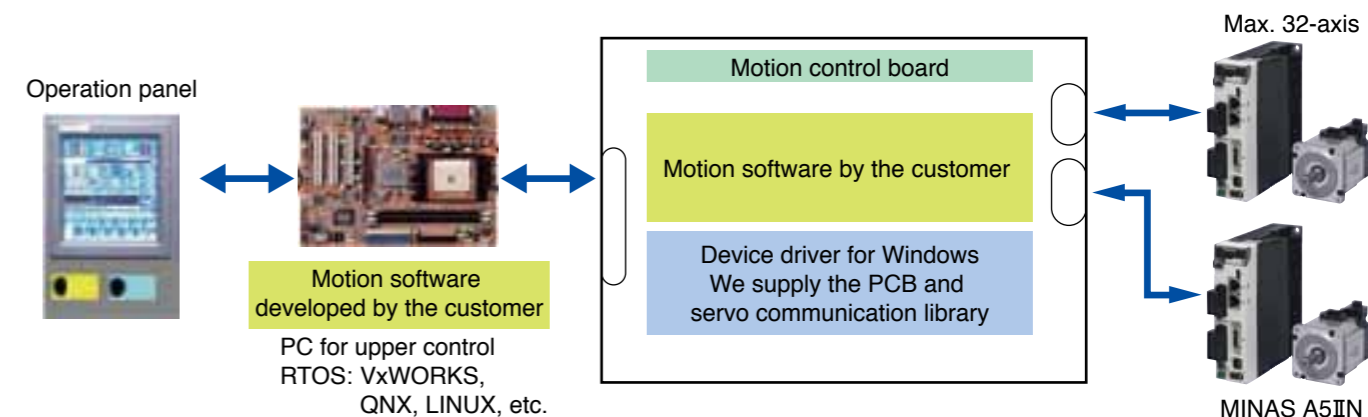 Operation panel
Motion software
developed by the customer
PC for upper control
RTOS: VxWORKS,
QNX, LINUX, etc.
Motion control board
Motion software by the customer
Device driver for Windows
We supply the PCB and
servo communication library
Max. 32-axis
MINAS A5ⅡN